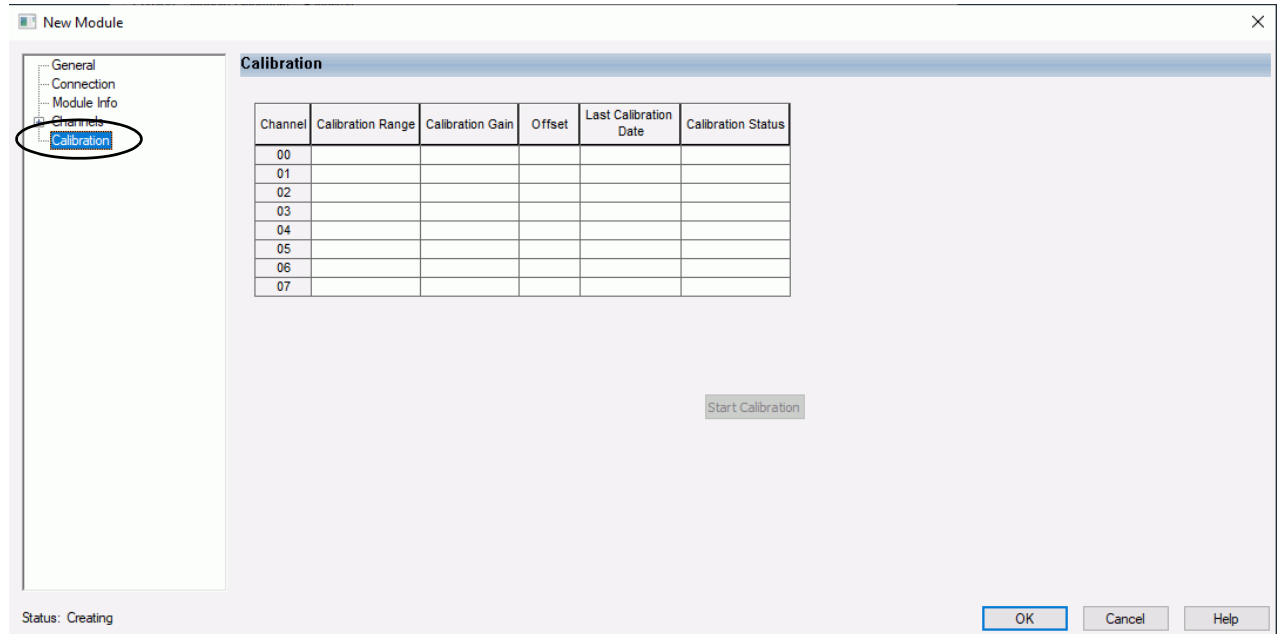 New Module
General
Connection
Module Info
Channels
Calibration
Calibration
Channel Calibration Range Calibration Gain Offset Last Calibration Date Calibration Status
00
01
02
03
04
05
06
07
Start Calibration
Status: Creating
OK Cancel Help